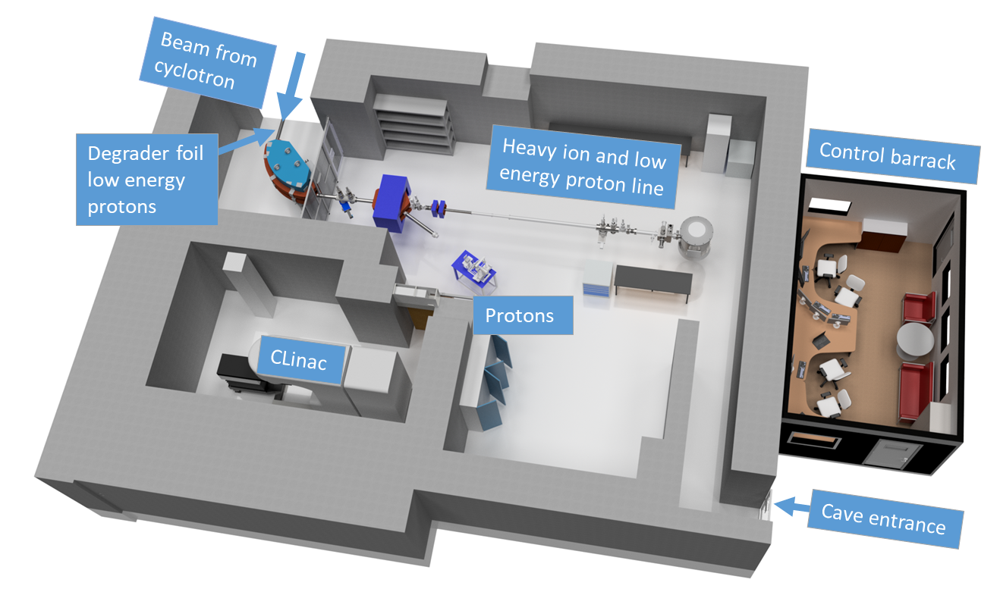 Beam from
cyclotron
Degrader foil
low energy
protons
Heavy ion and low
energy proton line
Control barrack
Protons
CLinac
Cave entrance